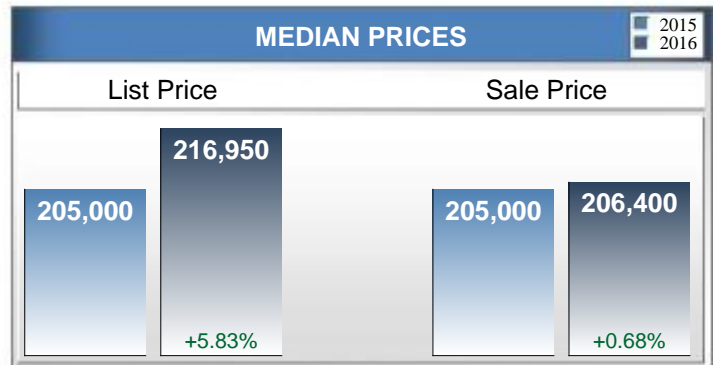 MEDIAN PRICES
2015
2016
List Price
Sale Price
205,000
216,950
+5.83%
205,000
206,400
+0.68%